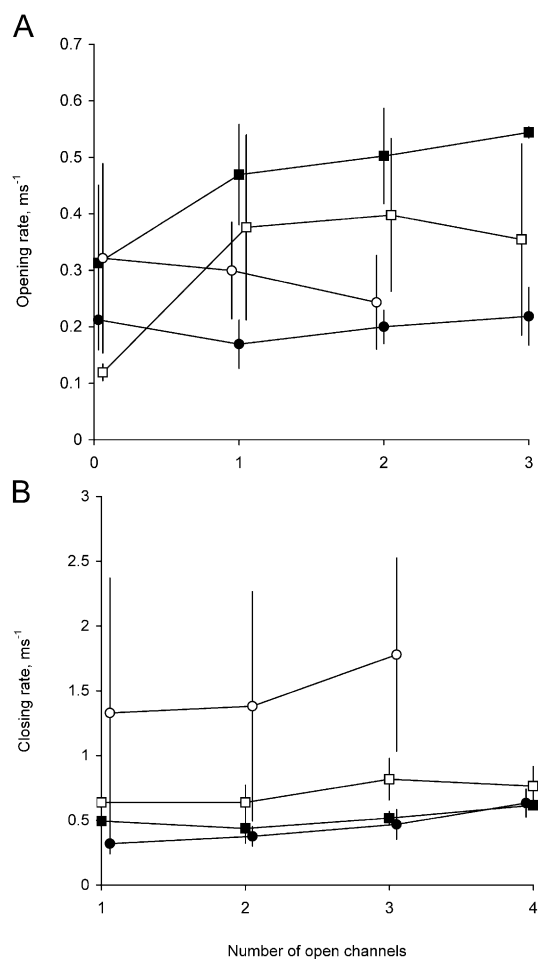 A
0.7
0.6
0.5
0.4
0.3
0.2
0.1
0
Opening rate, ms⁻¹
0 1 2 3
B
3
2.5
2
1.5
1
0.5
0
Closing rate, ms⁻¹
1 2 3 4
Number of open channels